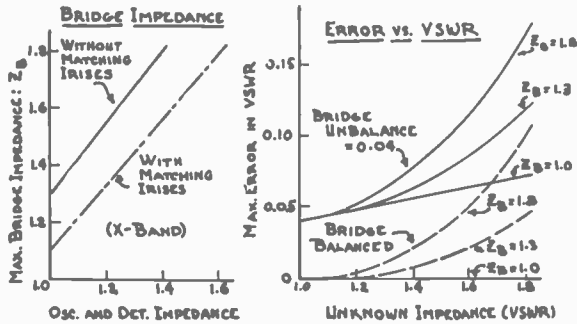 BRIDGE IMPEDANCE
MAX. BRIDGE IMPEDANCE: ZB
1.8
1.6
1.4
1.2
1.0
WITHOUT
MATCHING
IRISES
WITH
MATCHING
IRISES
(X-BAND)
1.0
1.2
1.4
1.6
OSC. AND DET. IMPEDANCE
ERROR VS. VSWR
MAX. ERROR IN VSWR
0.15
0.10
0.05
0
BRIDGE
UNBALANCE
=0.04
ZB=1.8
ZB=1.3
ZB=1.0
BRIDGE
BALANCED
ZB=1.8
ZB=1.3
ZB=1.0
1.0
1.2
1.4
1.6
1.8
UNKNOWN IMPEDANCE (VSWR)